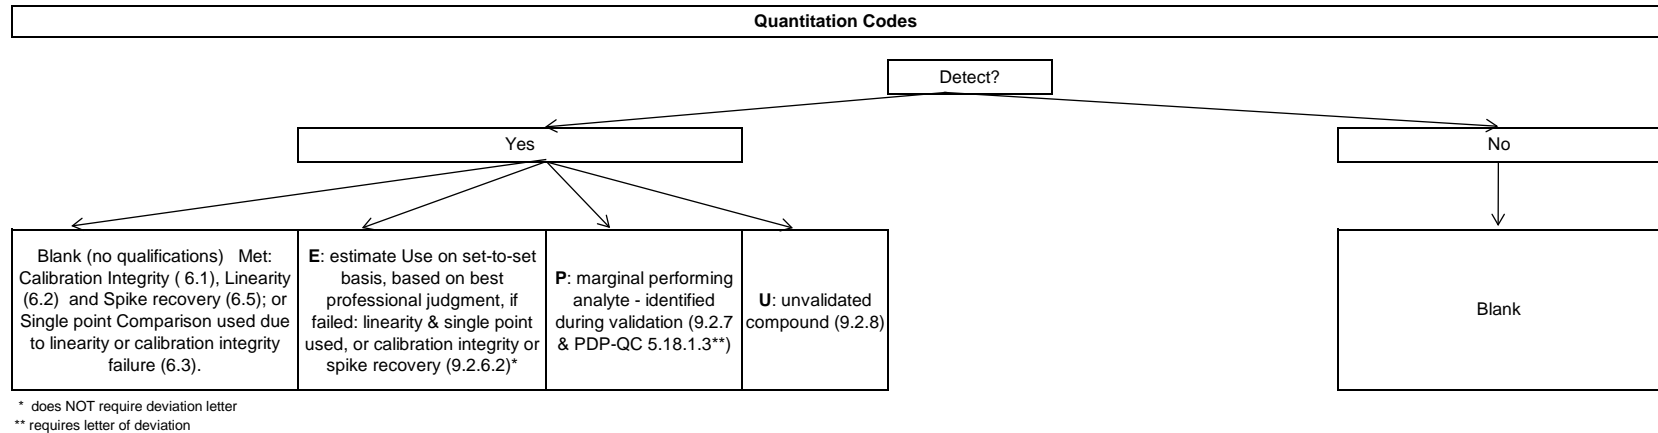 Quantitation Codes
Detect?
Yes
No
Blank (no qualifications)   Met:
Calibration Integrity ( 6.1), Linearity
(6.2)  and Spike recovery (6.5); or
Single point Comparison used due
to linearity or calibration integrity
failure (6.3).
E: estimate Use on set-to-set
basis, based on best
professional judgment, if
failed: linearity & single point
used, or calibration integrity or
spike recovery (9.2.6.2)*
P: marginal performing
analyte - identified
during validation (9.2.7
& PDP-QC 5.18.1.3**)
U: unvalidated
compound (9.2.8)
Blank
*  does NOT require deviation letter
** requires letter of deviation